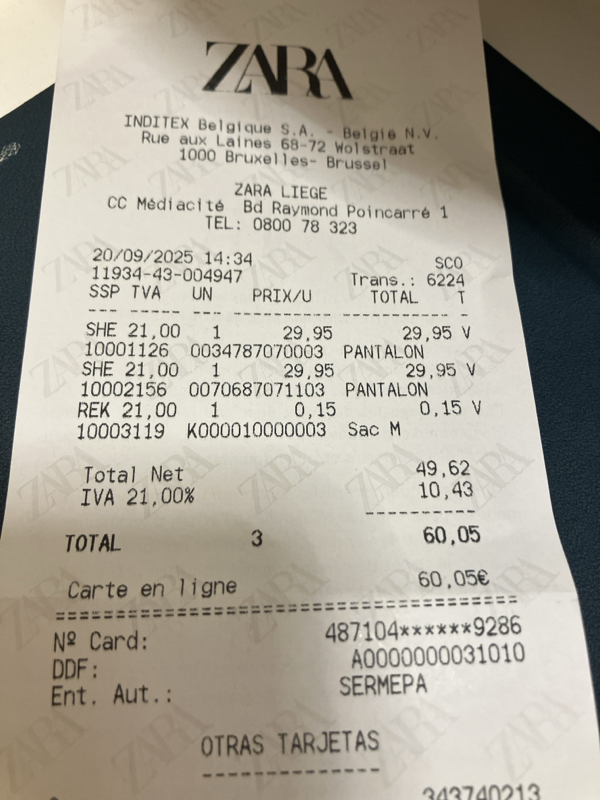 ZARA
INDITEX Belgique S.A. - Belgie N.V.
Rue aux Laines 68-72 Wolstraat
1000 Bruxelles- Brussel
ZARA LIEGE
CC Médiacité Bd Raymond Poincarré 1
TEL: 0800 78 323
20/09/2025 14:34 SCO
11934-43-004947 Trans.: 6224
SSP TVA UN PRIX/U TOTAL T
--- ----- --- ---------- ----------- -
SHE 21,00 1 29,95 29,95 V
10001126 0034787070003 PANTALON
SHE 21,00 1 29,95 29,95 V
10002156 0070687071103 PANTALON
REK 21,00 1 0,15 0,15 V
10003119 K000010000003 Sac M
Total Net 49,62
IVA 21,00% 10,43
----------
TOTAL 3 60,05
Carte en ligne 60,05€
========================================
Nº Card: 487104******9286
DDF: A0000000031010
Ent. Aut.: SERMEPA
OTRAS TARJETAS
--------------
343740213